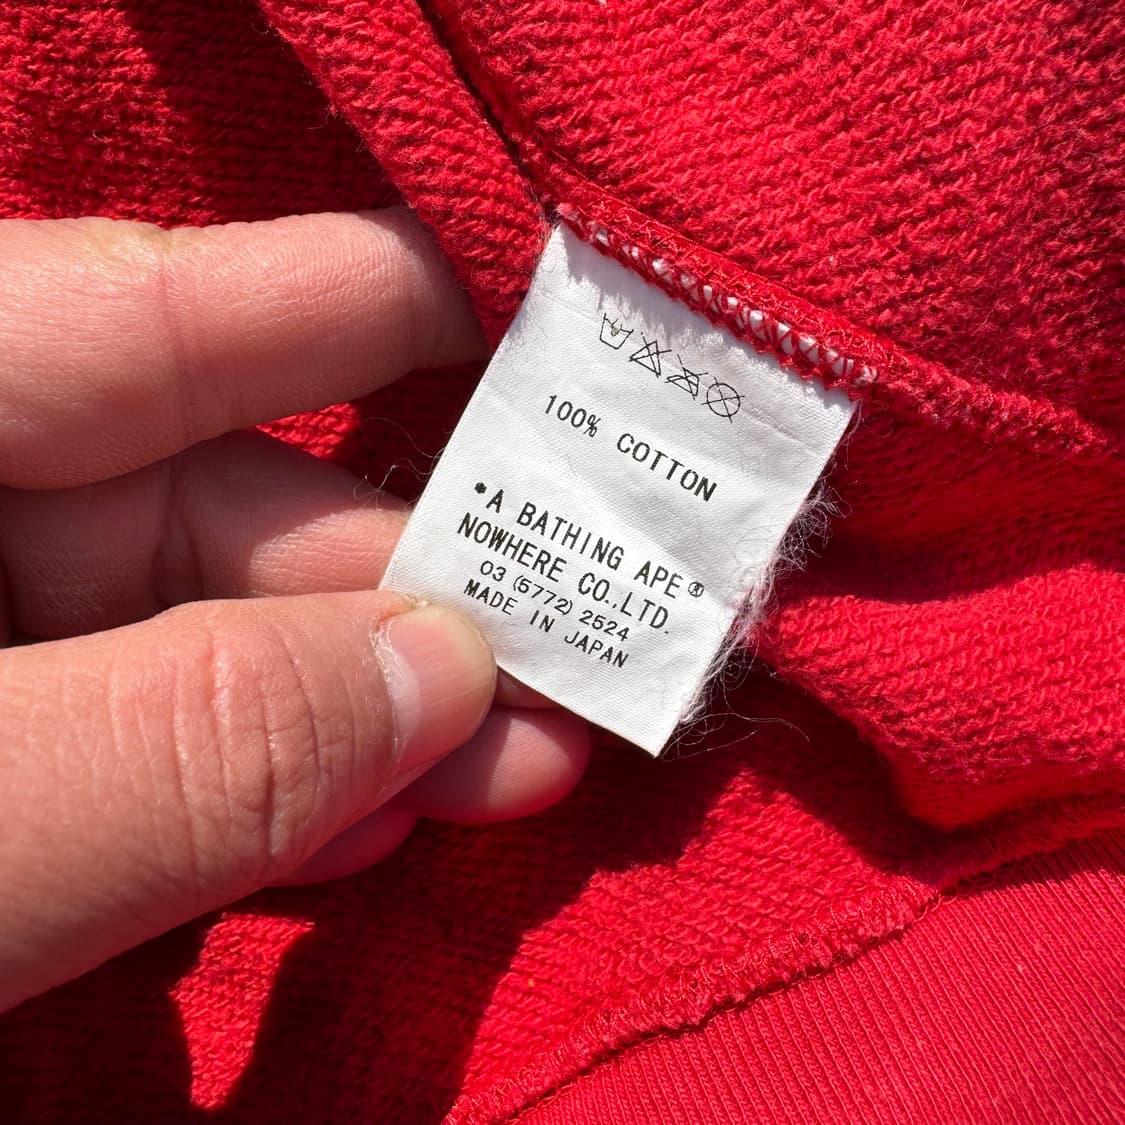 100% COTTON
*A BATHING APE®
NOWHERE CO.,LTD.
03 (5772) 2524
MADE IN JAPAN